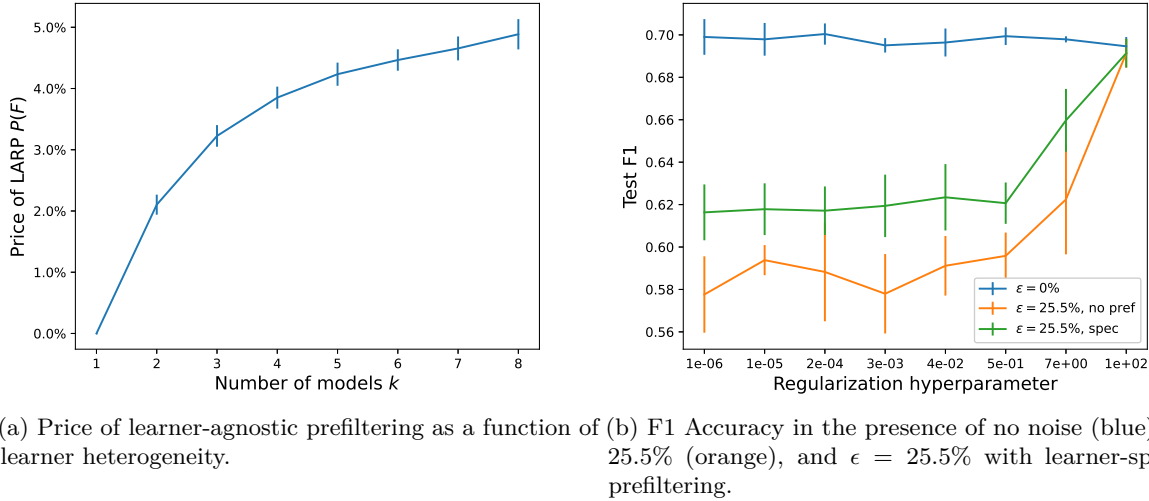 5.0%
4.0%
3.0%
2.0%
1.0%
0.0%
Price of LARP P(F)
1 2 3 4 5 6 7 8
Number of models k
0.70
0.68
0.66
0.64
0.62
0.60
0.58
0.56
Test F1
ε = 0%
ε = 25.5%, no pref
ε = 25.5%, spec
1e-06 1e-05 2e-04 3e-03 4e-02 5e-01 7e+00 1e+02
Regularization hyperparameter
(a) Price of learner-agnostic prefiltering as a function of
learner heterogeneity.
(b) F1 Accuracy in the presence of no noise (blue)
25.5% (orange), and ϵ = 25.5% with learner-sp
prefiltering.